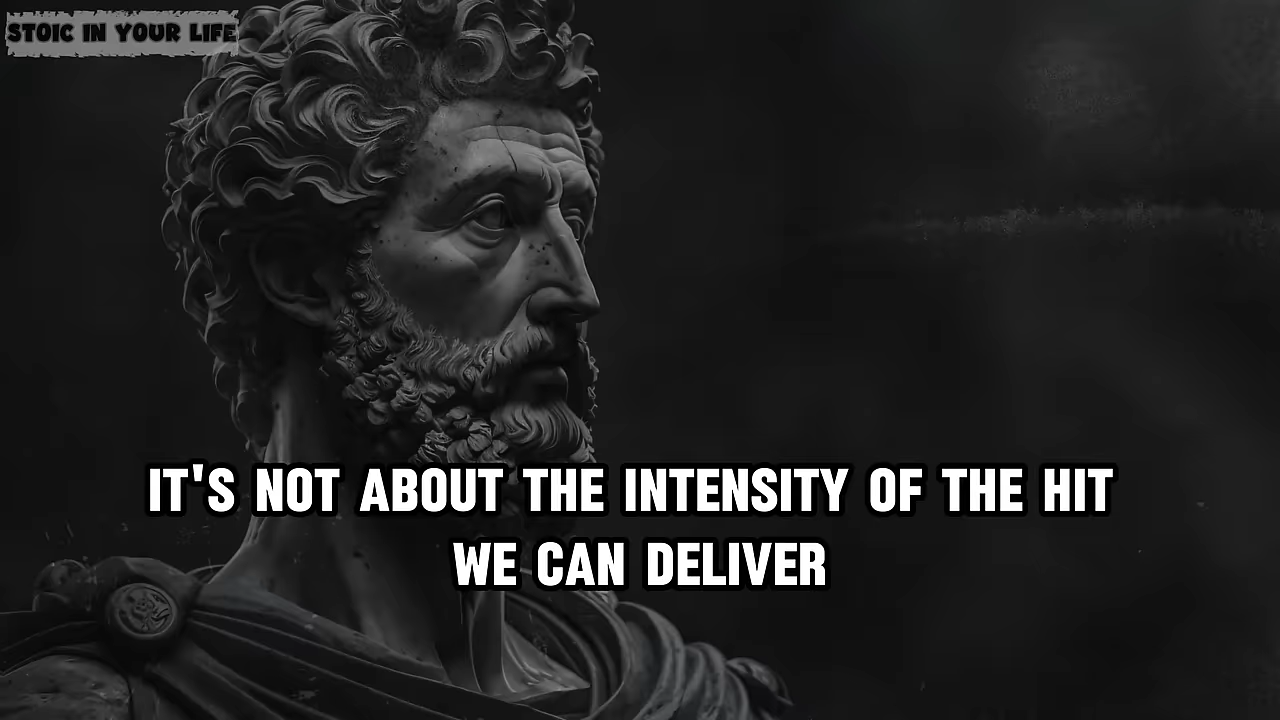 STOIC IN YOUR LIFE
IT'S NOT ABOUT THE INTENSITY OF THE HIT
WE CAN DELIVER